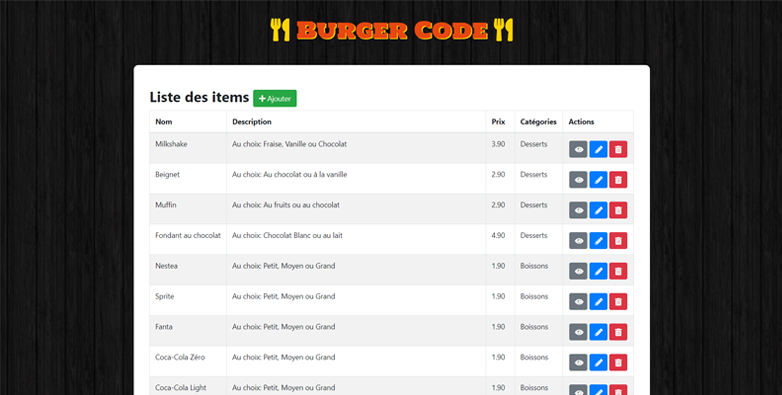 Burger Code
Liste des items + Ajouter
Nom Description Prix Catégories Actions
Milkshake Au choix: Fraise, Vanille ou Chocolat 3.90 Desserts
Beignet Au choix: Au chocolat ou à la vanille 2.90 Desserts
Muffin Au choix: Au fruits ou au chocolat 2.90 Desserts
Fondant au chocolat Au choix: Chocolat Blanc ou au lait 4.90 Desserts
Nestea Au choix: Petit, Moyen ou Grand 1.90 Boissons
Sprite Au choix: Petit, Moyen ou Grand 1.90 Boissons
Fanta Au choix: Petit, Moyen ou Grand 1.90 Boissons
Coca-Cola Zéro Au choix: Petit, Moyen ou Grand 1.90 Boissons
Coca-Cola Light Au choix: Petit, Moyen ou Grand 1.90 Boissons